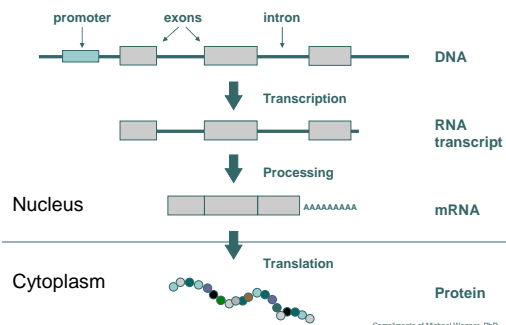 promoter exons intron
DNA
Transcription
RNA
transcript
Processing
Nucleus
AAAAAAAAA
mRNA
Translation
Cytoplasm
Protein